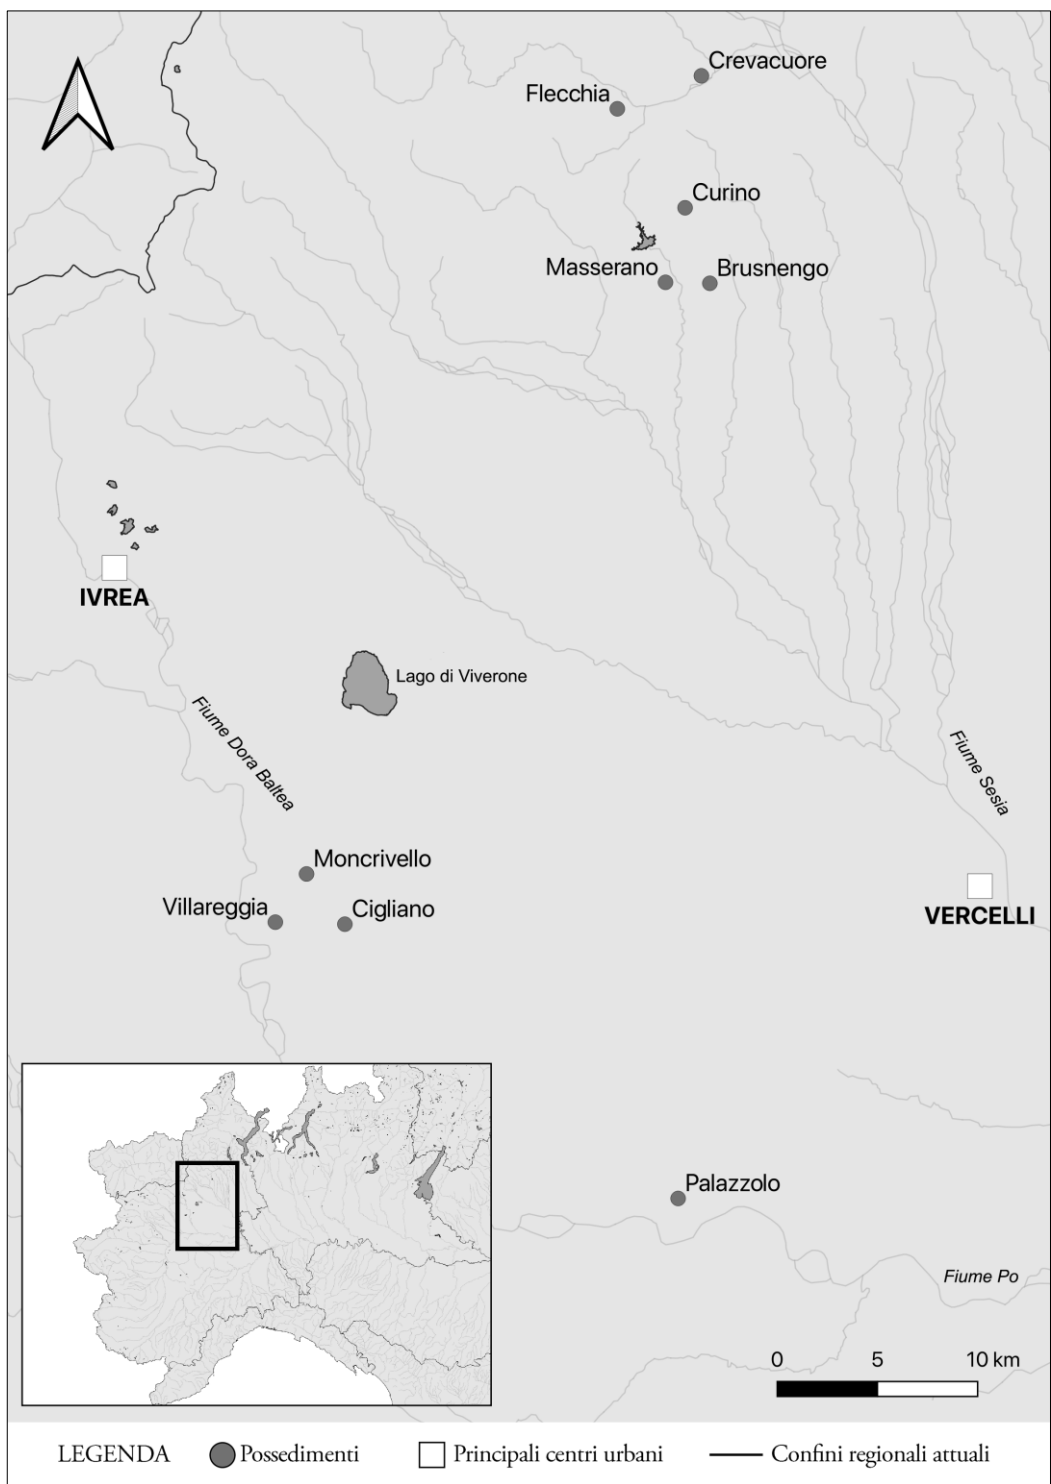 Crevacuore
Flecchia
Curino
Masserano
Brusnengo
IVREA
Lago di Viverone
Fiume Dora Baltea
Fiume Sesia
Moncrivello
Villareggia
Cigliano
VERCELLI
Palazzolo
Fiume Po
0 5 10 km
LEGENDA Possedimenti Principali centri urbani Confini regionali attuali